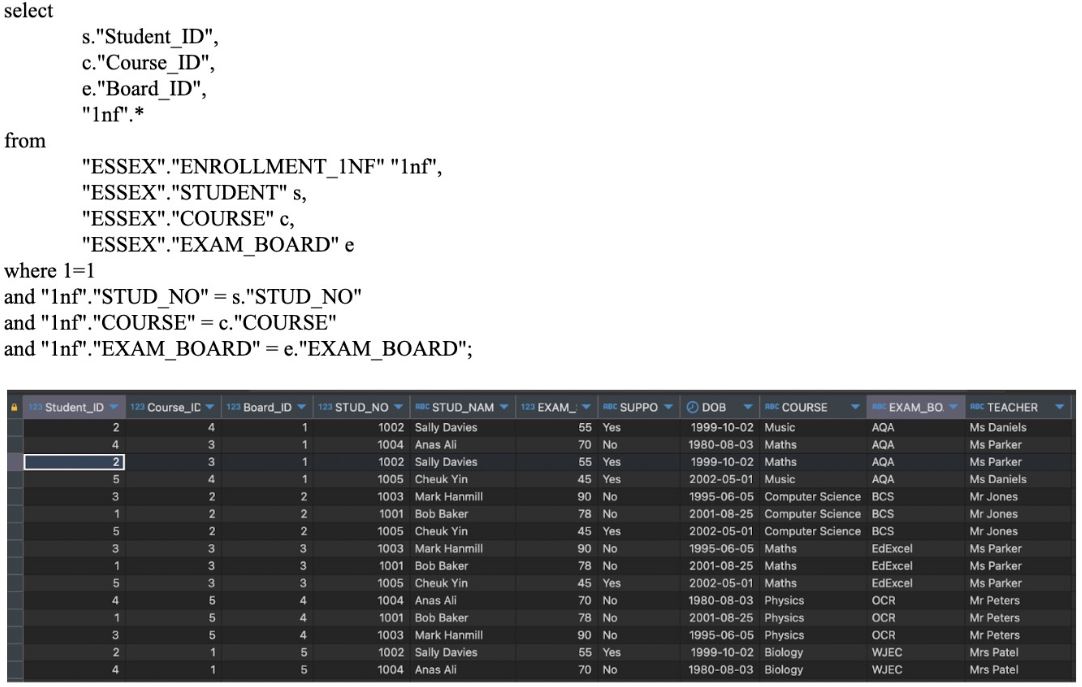 select
s."Student_ID",
c."Course_ID",
e."Board_ID",
"1nf".*
from
"ESSEX"."ENROLLMENT_1NF" "1nf",
"ESSEX"."STUDENT" s,
"ESSEX"."COURSE" c,
"ESSEX"."EXAM_BOARD" e
where 1=1
and "1nf"."STUD_NO" = s."STUD_NO"
and "1nf"."COURSE" = c."COURSE"
and "1nf"."EXAM_BOARD" = e."EXAM_BOARD";
123 Student_ID 123 Course_ID 123 Board_ID 123 STUD_NO ABC STUD_NAM 123 EXAM_ ABC SUPPO DOB ABC COURSE ABC EXAM_BO ABC TEACHER
2 4 1 1002 Sally Davies 55 Yes 1999-10-02 Music AQA Ms Daniels
4 3 1 1004 Anas Ali 70 No 1980-08-03 Maths AQA Ms Parker
2 3 1 1002 Sally Davies 55 Yes 1999-10-02 Maths AQA Ms Parker
5 4 1 1005 Cheuk Yin 45 Yes 2002-05-01 Music AQA Ms Daniels
3 2 2 1003 Mark Hanmill 90 No 1995-06-05 Computer Science BCS Mr Jones
1 2 2 1001 Bob Baker 78 No 2001-08-25 Computer Science BCS Mr Jones
5 2 2 1005 Cheuk Yin 45 Yes 2002-05-01 Computer Science BCS Mr Jones
3 3 3 1003 Mark Hanmill 90 No 1995-06-05 Maths EdExcel Ms Parker
1 3 3 1001 Bob Baker 78 No 2001-08-25 Maths EdExcel Ms Parker
5 3 3 1005 Cheuk Yin 45 Yes 2002-05-01 Maths EdExcel Ms Parker
4 5 4 1004 Anas Ali 70 No 1980-08-03 Physics OCR Mr Peters
1 5 4 1001 Bob Baker 78 No 2001-08-25 Physics OCR Mr Peters
3 5 4 1003 Mark Hanmill 90 No 1995-06-05 Physics OCR Mr Peters
2 1 5 1002 Sally Davies 55 Yes 1999-10-02 Biology WJEC Mrs Patel
4 1 5 1004 Anas Ali 70 No 1980-08-03 Biology WJEC Mrs Patel